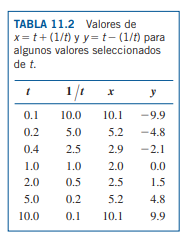 TABLA 11.2 Valores de
x = t + (1/t) y y = t − (1/t) para
algunos valores seleccionados
de t.
t 1/t x y
0.1 10.0 10.1 −9.9
0.2 5.0 5.2 −4.8
0.4 2.5 2.9 −2.1
1.0 1.0 2.0 0.0
2.0 0.5 2.5 1.5
5.0 0.2 5.2 4.8
10.0 0.1 10.1 9.9